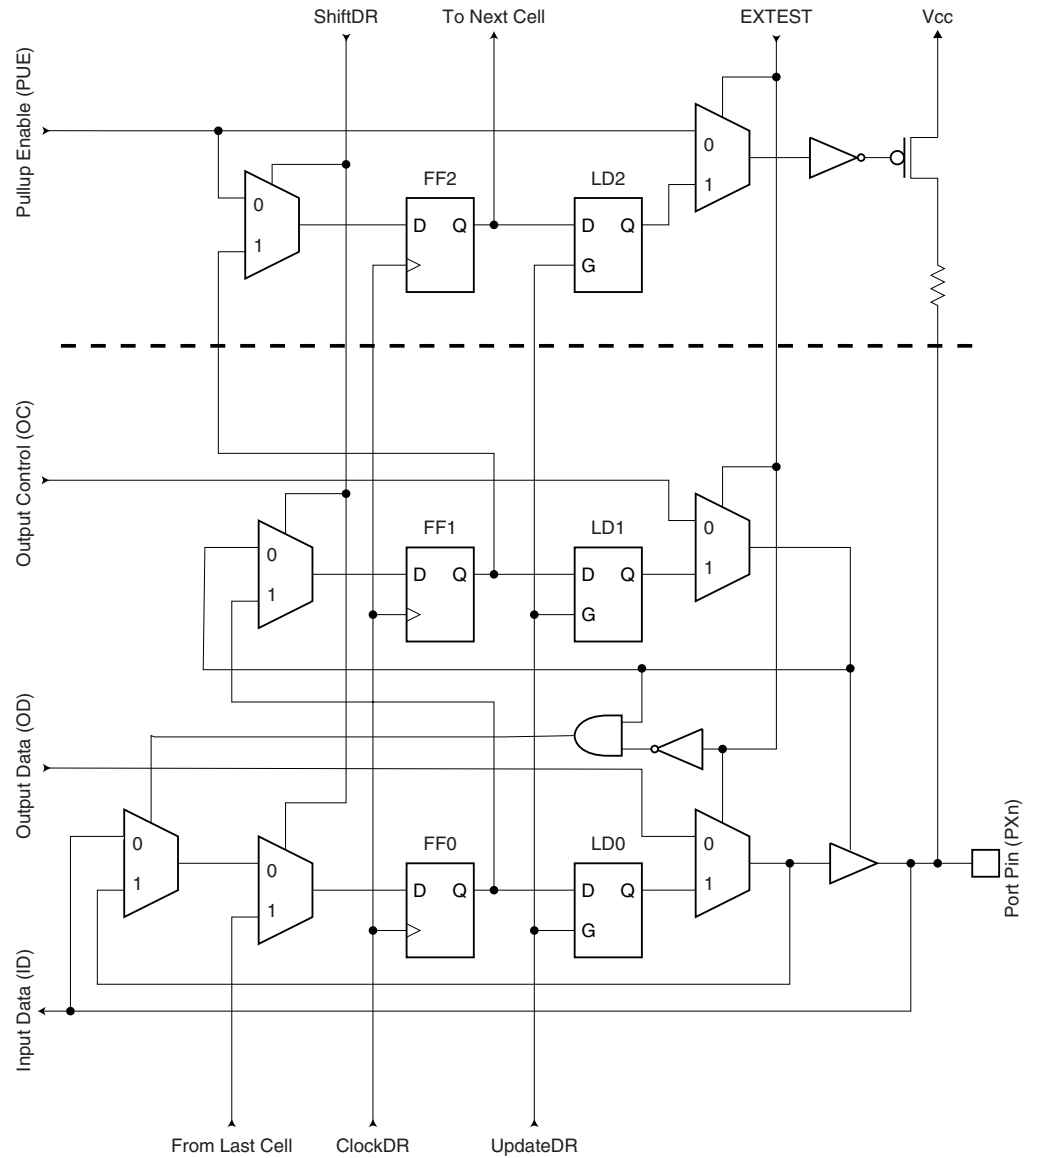 ShiftDR
To Next Cell
EXTEST
Vcc
Pullup Enable (PUE)
0
1
FF2
D Q
LD2
D Q
G
0
1
Output Control (OC)
0
1
FF1
D Q
LD1
D Q
G
0
1
Output Data (OD)
0
1
0
1
FF0
D Q
LD0
D Q
G
0
1
Port Pin (PXn)
Input Data (ID)
From Last Cell
ClockDR
UpdateDR